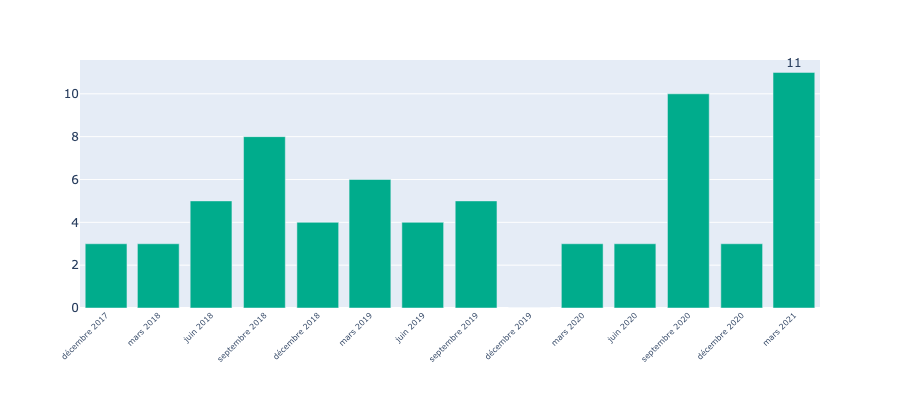 11
10
8
6
4
2
0
décembre 2017
mars 2018
juin 2018
septembre 2018
décembre 2018
mars 2019
juin 2019
septembre 2019
décembre 2019
mars 2020
juin 2020
septembre 2020
décembre 2020
mars 2021